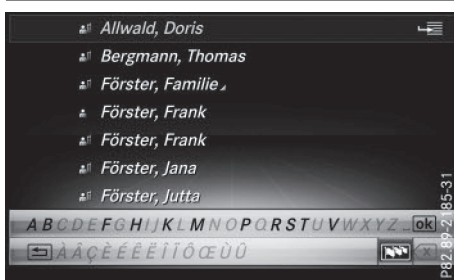 Allwald, Doris
Bergmann, Thomas
Förster, Familie
Förster, Frank
Förster, Frank
Förster, Jana
Förster, Jutta
ABCDEFGHIJKLMNOPQRSTUVWXYZ_ ok
ÀÂÇÈÉÊËÎÏÔŒÙÛ
P82.89-2185-31